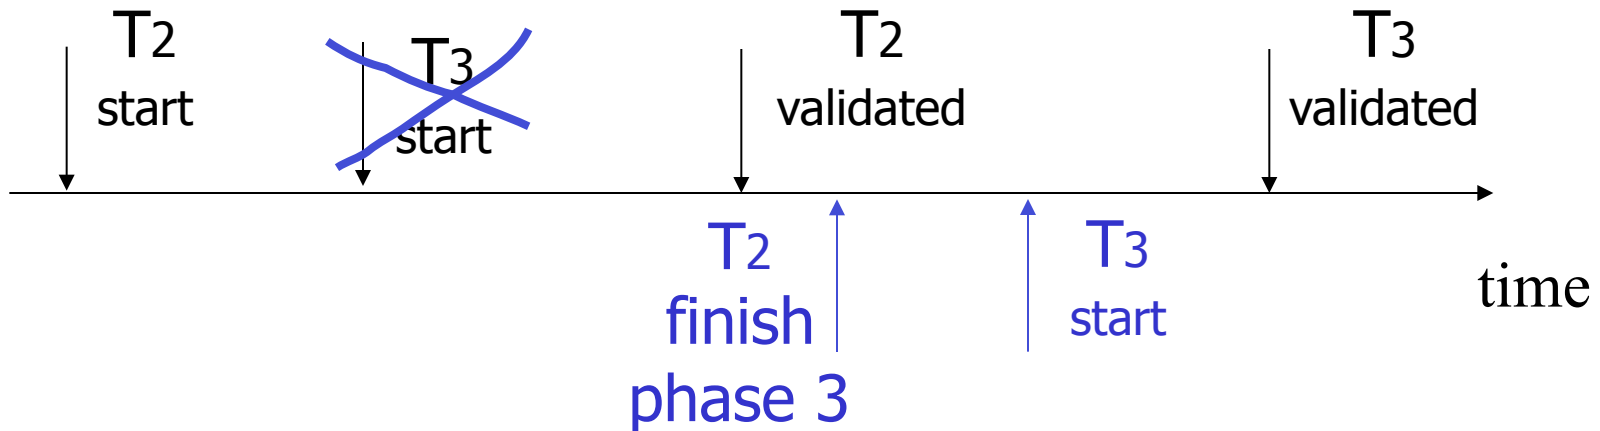 T2
start
T3
start
T2
validated
T3
validated
T2
finish
phase 3
T3
start
time